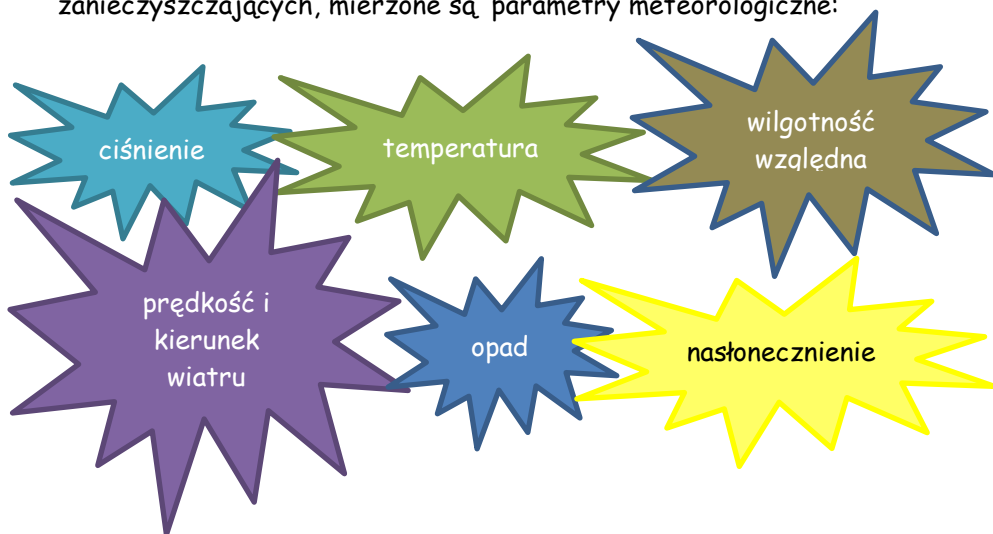 zanieczyszczających, mierzone są parametry meteorologiczne:
ciśnienie
temperatura
wilgotność
względna
prędkość i
kierunek
wiatru
opad
nasłonecznienie